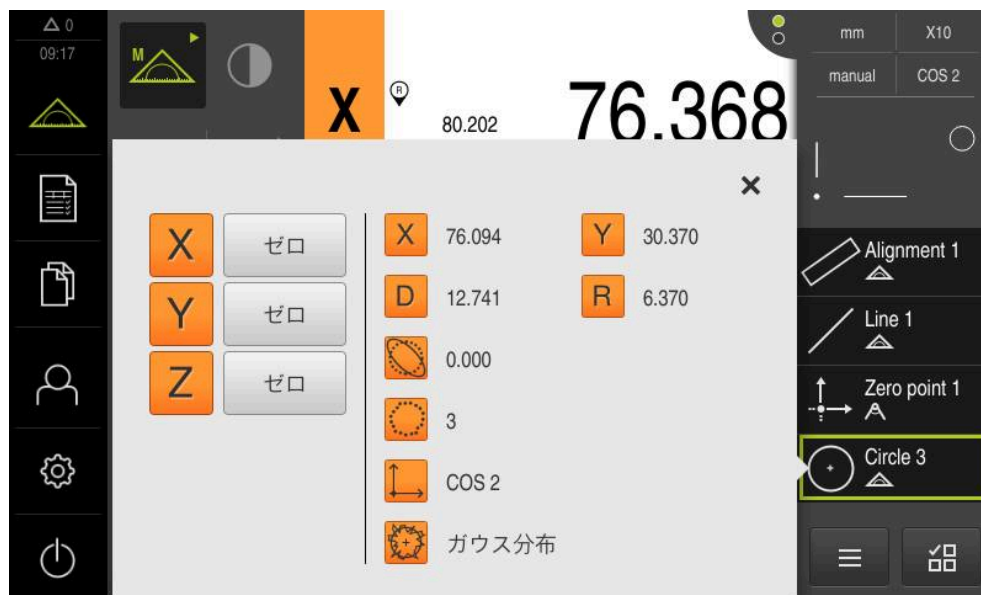 0
09:17
M
X
R
80.202
76.368
mm
X10
manual
COS 2
X
ゼロ
X
76.094
Y
30.370
Y
ゼロ
D
12.741
R
6.370
Z
ゼロ
0.000
3
COS 2
ガウス分布
Alignment 1
Line 1
Zero point 1
Circle 3